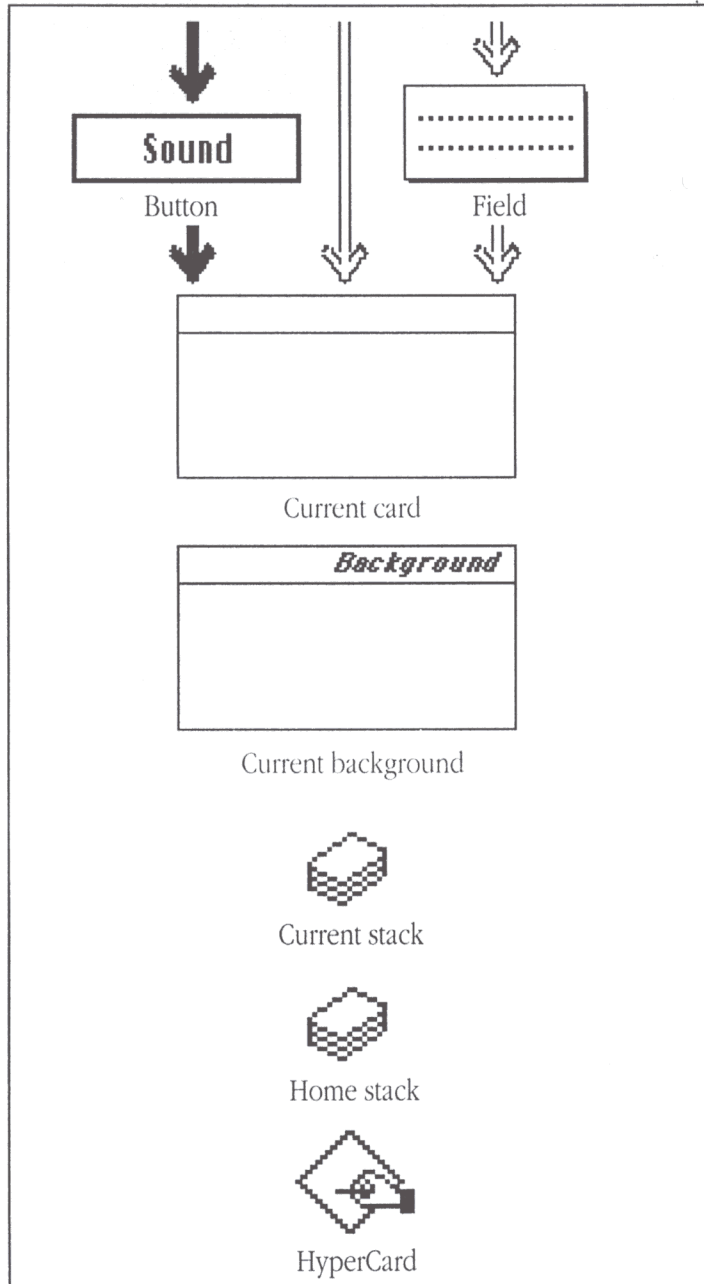 Sound
Button
Field
Current card
Background
Current background
Current stack
Home stack
HyperCard